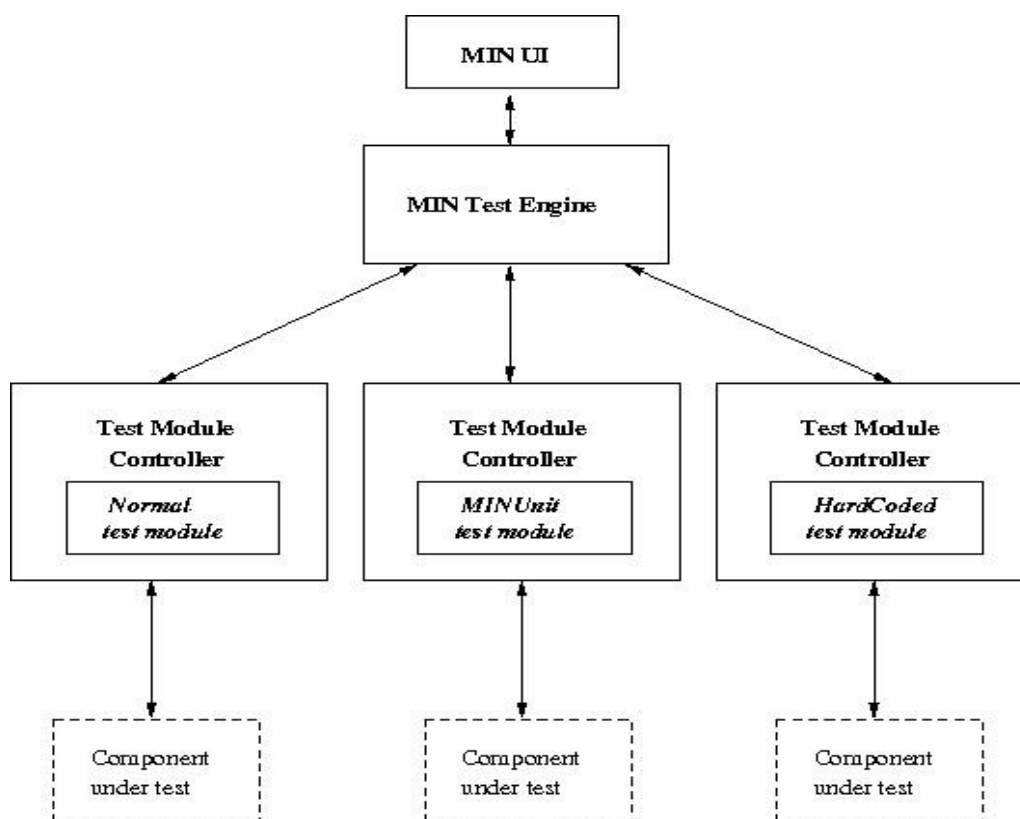 MIN UI
MIN Test Engine
Test Module
Controller
Normal
test module
Test Module
Controller
MINUnit
test module
Test Module
Controller
HardCoded
test module
Component
under test
Component
under test
Component
under test